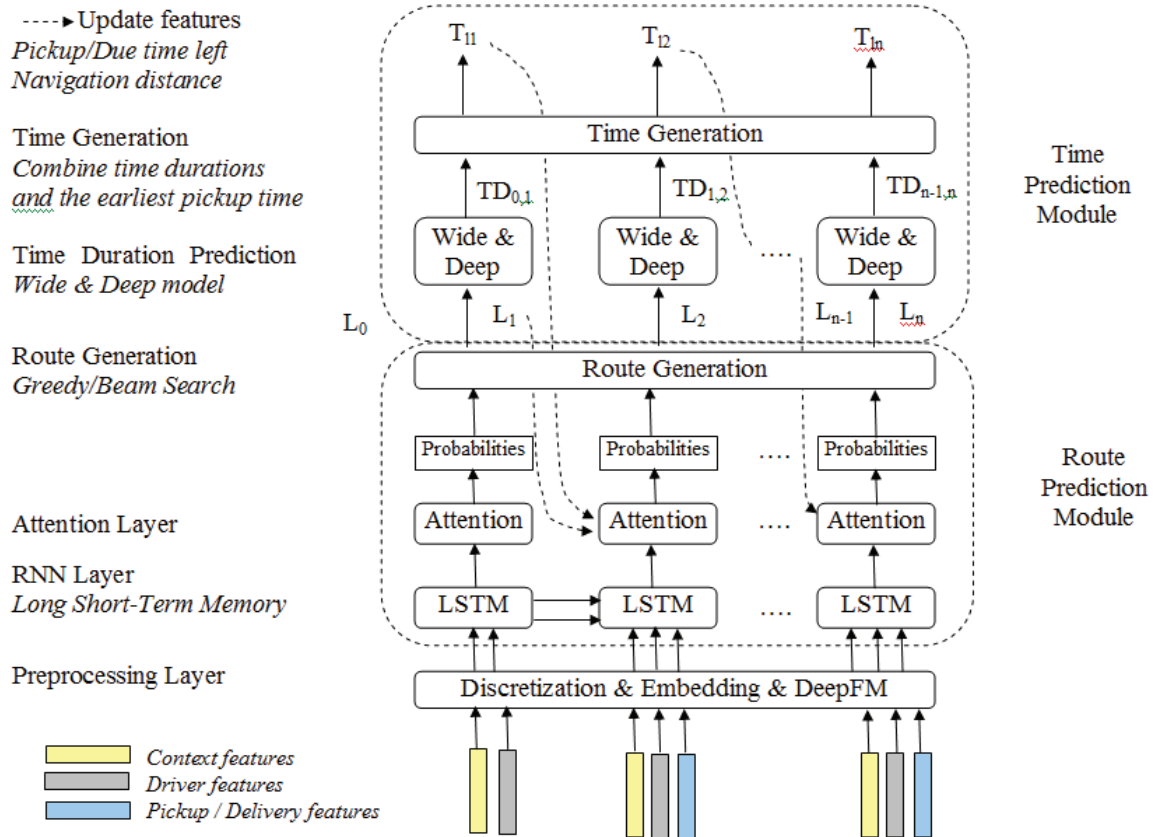 Update features
Pickup/Due time left
Navigation distance
T₁₁
T₁₂
T₁ₙ
Time Generation
Time Generation
Combine time durations
and the earliest pickup time
TD₀,₁
TD₁,₂
TDₙ₋₁,ₙ
Time
Prediction
Module
Time Duration Prediction
Wide & Deep model
Wide &
Deep
Wide &
Deep
....
Wide &
Deep
L₀
L₁
L₂
Lₙ₋₁
Lₙ
Route Generation
Greedy/Beam Search
Route Generation
Probabilities
Probabilities
....
Probabilities
Route
Prediction
Module
Attention Layer
Attention
Attention
....
Attention
RNN Layer
Long Short-Term Memory
LSTM
LSTM
....
LSTM
Preprocessing Layer
Discretization & Embedding & DeepFM
Context features
Driver features
Pickup / Delivery features